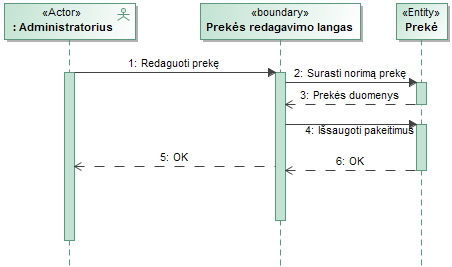 «Actor»
: Administratorius
«boundary»
Prekės redagavimo langas
«Entity»
Prekė
1: Redaguoti prekę
2: Surasti norimą prekę
3: Prekės duomenys
4: Išsaugoti pakeitimus
5: OK
6: OK